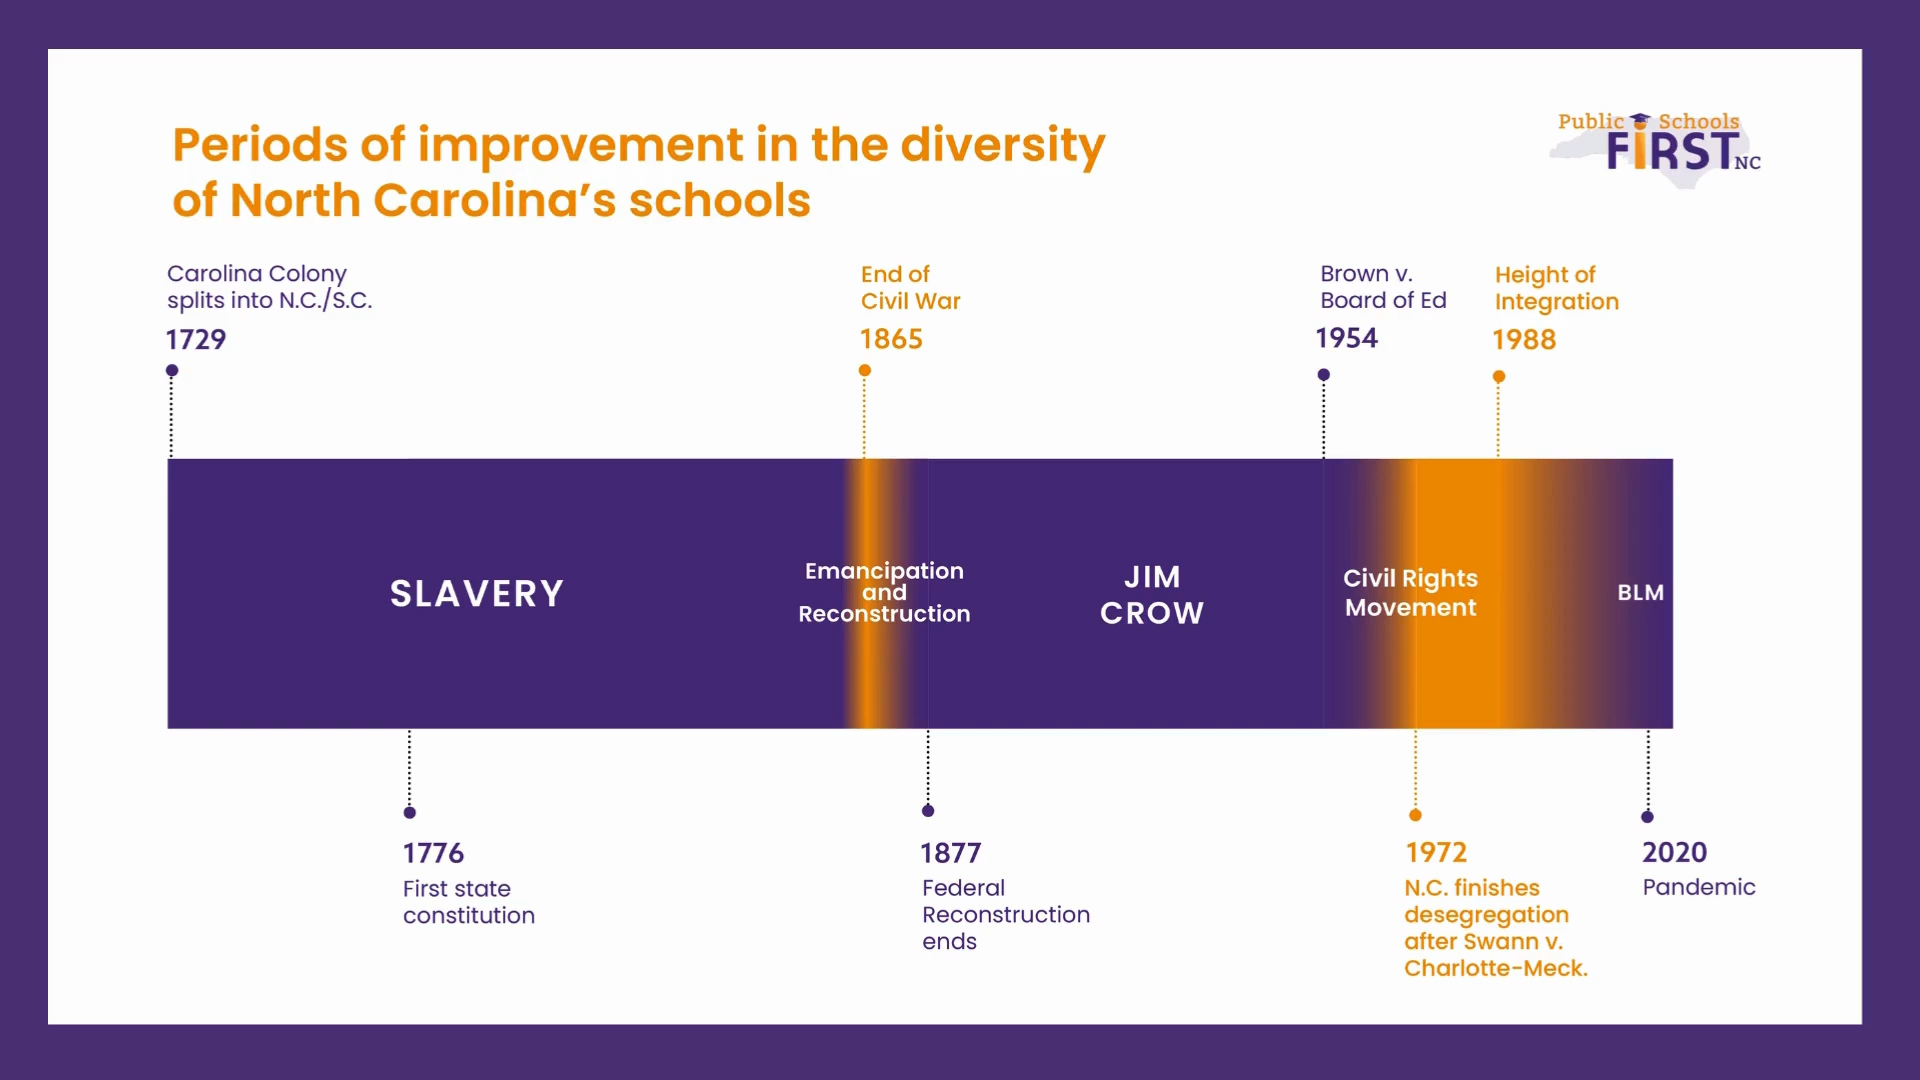 Periods of improvement in the diversity
of North Carolina's schools
Public Schools
FIRST NC
Carolina Colony
splits into N.C./S.C.
1729
End of
Civil War
1865
Brown v.
Board of Ed
1954
Height of
Integration
1988
SLAVERY
Emancipation
and
Reconstruction
JIM
CROW
Civil Rights
Movement
BLM
1776
First state
constitution
1877
Federal
Reconstruction
ends
1972
N.C. finishes
desegregation
after Swann v.
Charlotte-Meck.
2020
Pandemic